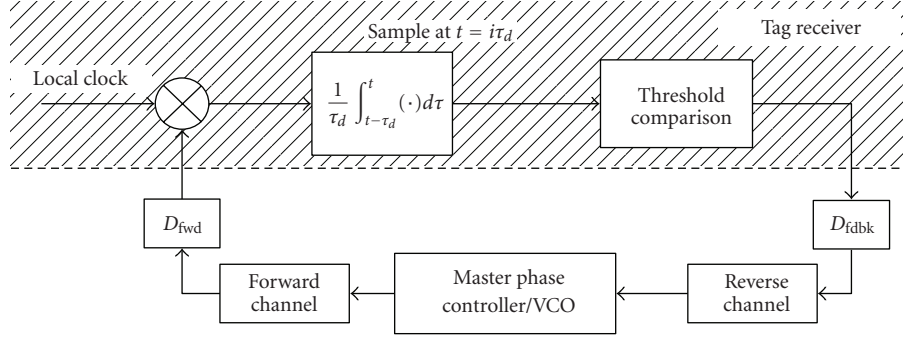 Sample at t = iτ_d
Tag receiver
Local clock
1/τ_d ∫_{t−τ_d}^{t} (·)dτ
Threshold
comparison
D_fwd
D_fdbk
Forward
channel
Master phase
controller/VCO
Reverse
channel